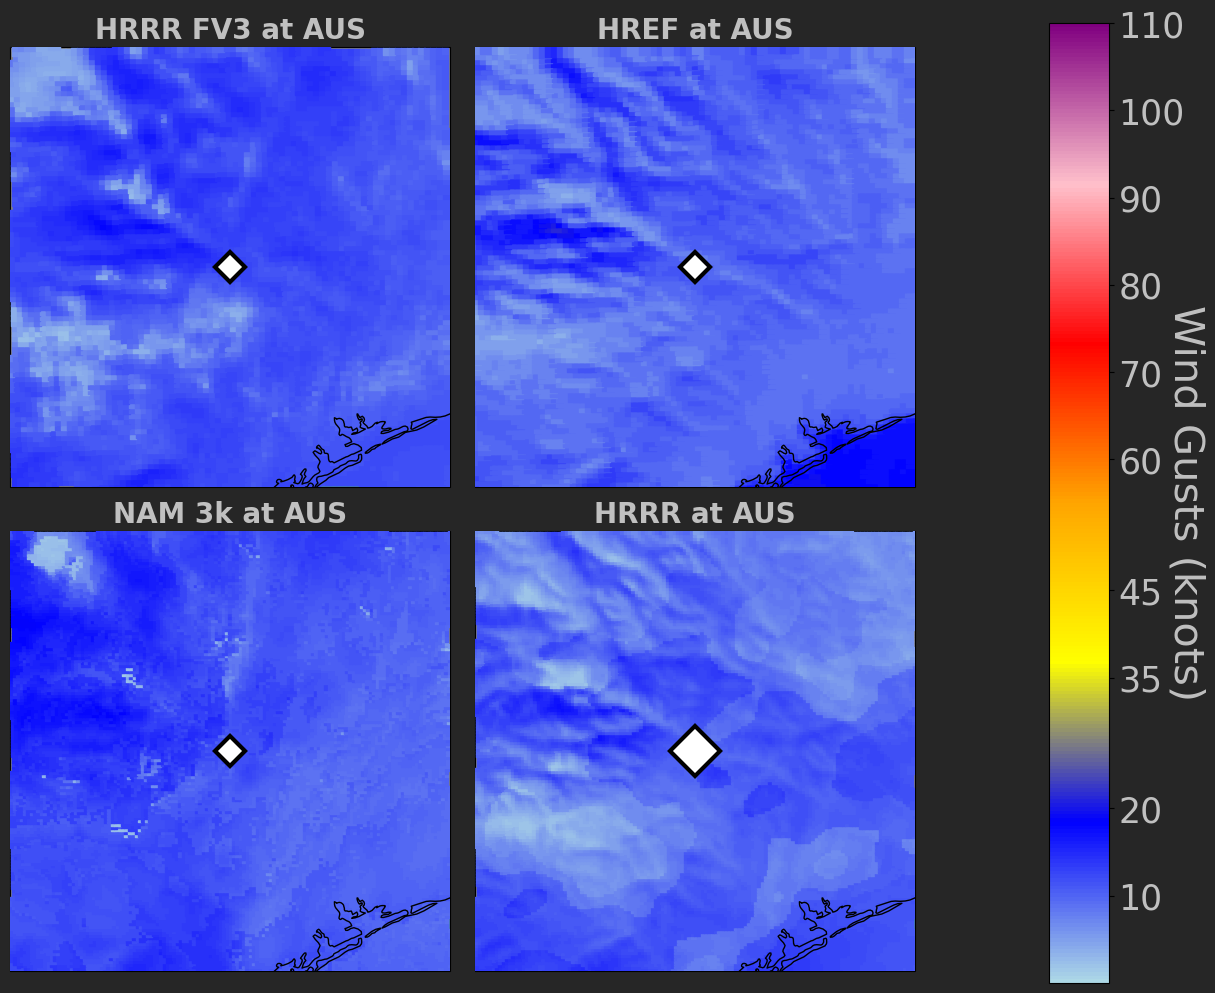 HRRR FV3 at AUS
HREF at AUS
NAM 3k at AUS
HRRR at AUS
110
100
90
80
70
60
45
35
20
10
Wind Gusts (knots)